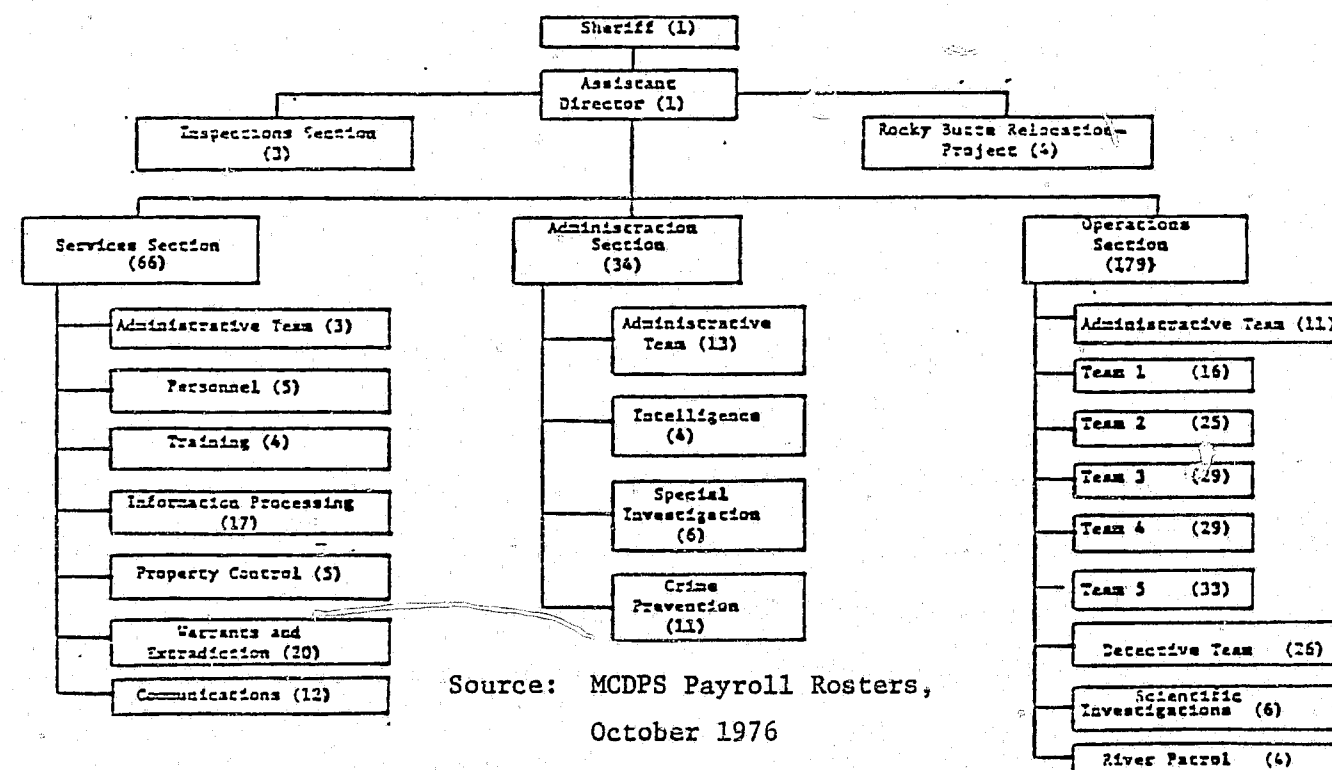 Sheriff (1)
Assistant
Director (1)
Inspections Section
(3)
Rocky Butte Relocation
Project (4)
Services Section
(66)
Administration
Section
(34)
Operations
Section
(179)
Administrative Team (3)
Personnel (5)
Training (4)
Information Processing
(17)
Property Control (5)
Warrants and
Extradiction (20)
Communications (12)
Administrative
Team (13)
Intelligence
(4)
Special
Investigation
(6)
Crime
Prevention
(11)
Administrative Team (11)
Team 1 (16)
Team 2 (25)
Team 3 (29)
Team 4 (29)
Team 5 (33)
Detective Team (26)
Scientific
Investigations (6)
River Patrol (4)
Source: MCDPS Payroll Rosters,
October 1976